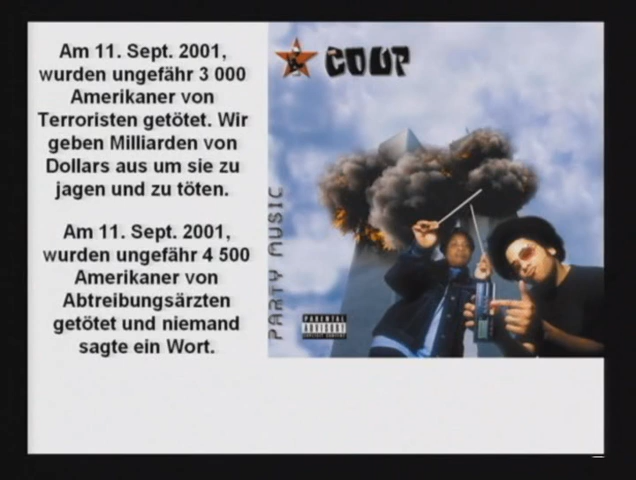 Am 11. Sept. 2001,
wurden ungefähr 3 000
Amerikaner von
Terroristen getötet. Wir
geben Milliarden von
Dollars aus um sie zu
jagen und zu töten.
Am 11. Sept. 2001,
wurden ungefähr 4 500
Amerikaner von
Abtreibungsärzten
getötet und niemand
sagte ein Wort.
COUP
PARTY MUSIC
PARENTAL
ADVISORY
EXPLICIT CONTENT